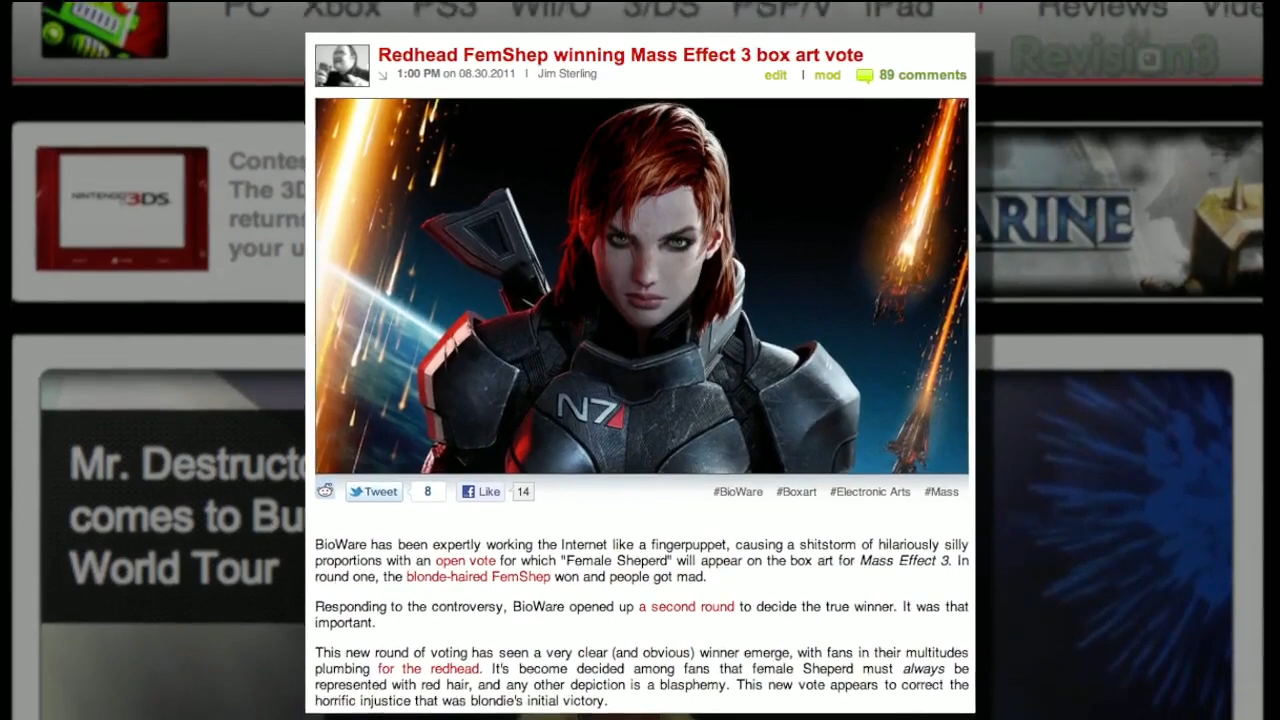 PC Xbox PS3 Wii/U 3/DS PSP/V iPad Reviews
Revision3
Redhead FemShep winning Mass Effect 3 box art vote
1:00 PM on 08.30.2011 | Jim Sterling
edit | mod 89 comments
NINTENDO 3DS
The 3D
returns
your u
ARINE
N7
Tweet 8 Like 14 #BioWare #Boxart #Electronic Arts #Mass
Mr. Destructo
comes to Bu
World Tour
BioWare has been expertly working the Internet like a fingerpuppet, causing a shitstorm of hilariously silly
proportions with an open vote for which "Female Sheperd" will appear on the box art for Mass Effect 3. In
round one, the blonde-haired FemShep won and people got mad.
Responding to the controversy, BioWare opened up a second round to decide the true winner. It was that
important.
This new round of voting has seen a very clear (and obvious) winner emerge, with fans in their multitudes
plumbing for the redhead. It's become decided among fans that female Sheperd must always be
represented with red hair, and any other depiction is a blasphemy. This new vote appears to correct the
horrific injustice that was blondie's initial victory.